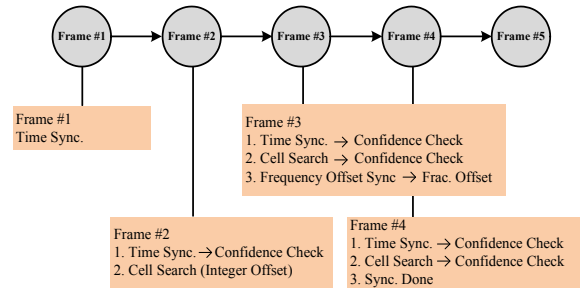 Frame #1 Frame #2 Frame #3 Frame #4 Frame #5
Frame #1
Time Sync.
Frame #3
1. Time Sync. → Confidence Check
2. Cell Search → Confidence Check
3. Frequency Offset Sync → Frac. Offset
Frame #2
1. Time Sync. → Confidence Check
2. Cell Search (Integer Offset)
Frame #4
1. Time Sync. → Confidence Check
2. Cell Search → Confidence Check
3. Sync. Done